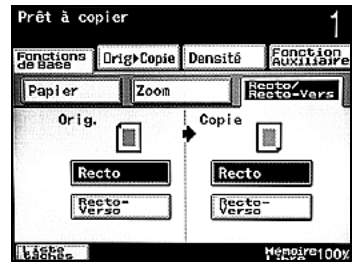 Prêt à copier 1
Fonctions de Base Orig▸Copie Densité Fonction Auxiliaire
Papier Zoom Recto/ Recto-Vers
Orig. Copie
Recto Recto
Recto-Verso Recto-Verso
Liste tâches Mémoire Libre 100%